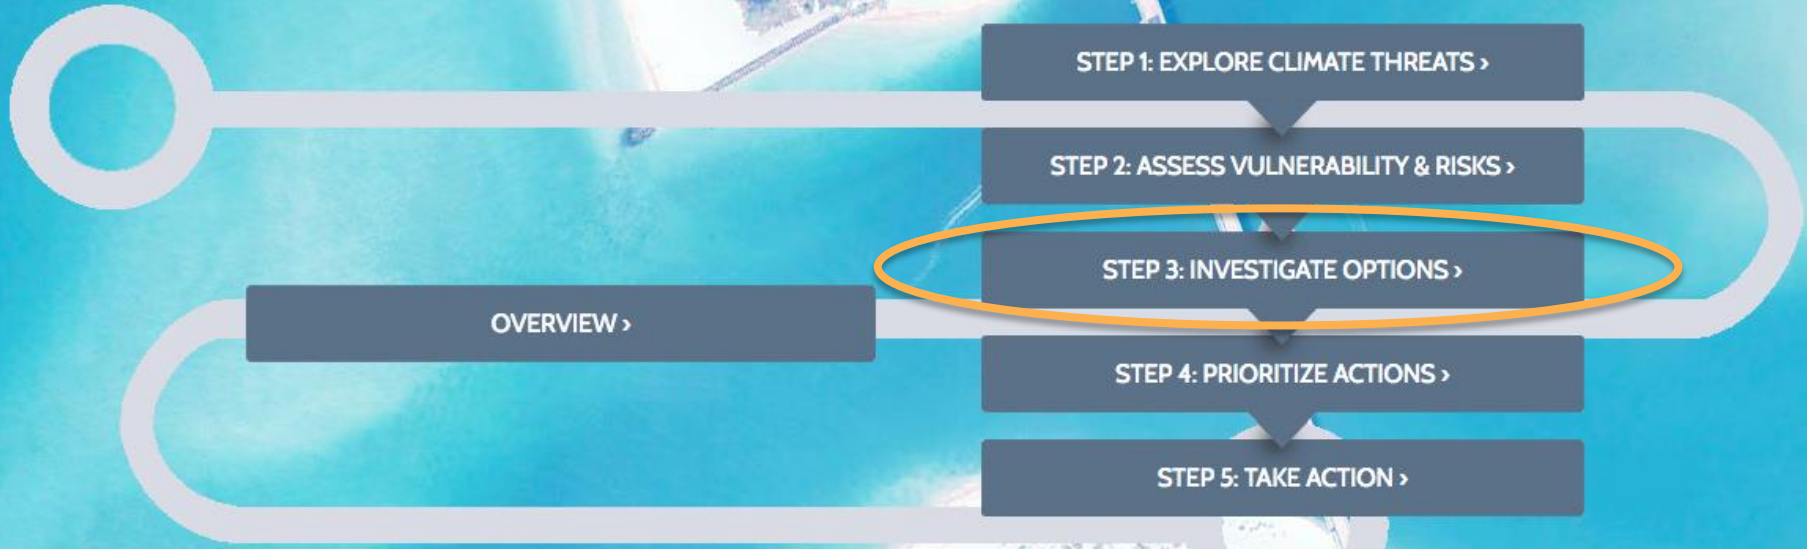 STEP 1: EXPLORE CLIMATE THREATS ›
STEP 2: ASSESS VULNERABILITY & RISKS ›
STEP 3: INVESTIGATE OPTIONS ›
OVERVIEW ›
STEP 4: PRIORITIZE ACTIONS ›
STEP 5: TAKE ACTION ›